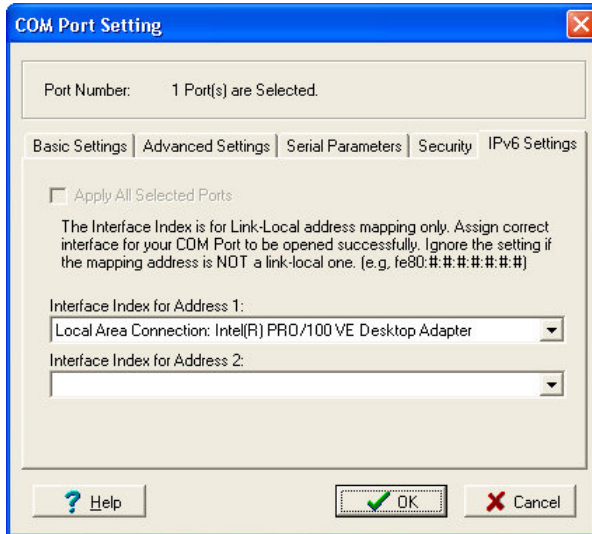 COM Port Setting
Port Number: 1 Port(s) are Selected.
Basic Settings Advanced Settings Serial Parameters Security IPv6 Settings
Apply All Selected Ports
The Interface Index is for Link-Local address mapping only. Assign correct
interface for your COM Port to be opened successfully. Ignore the setting if
the mapping address is NOT a link-local one. (e.g, fe80:#:#:#:#:#:#:#)
Interface Index for Address 1:
Local Area Connection: Intel(R) PRO/100 VE Desktop Adapter
Interface Index for Address 2:
? Help OK Cancel